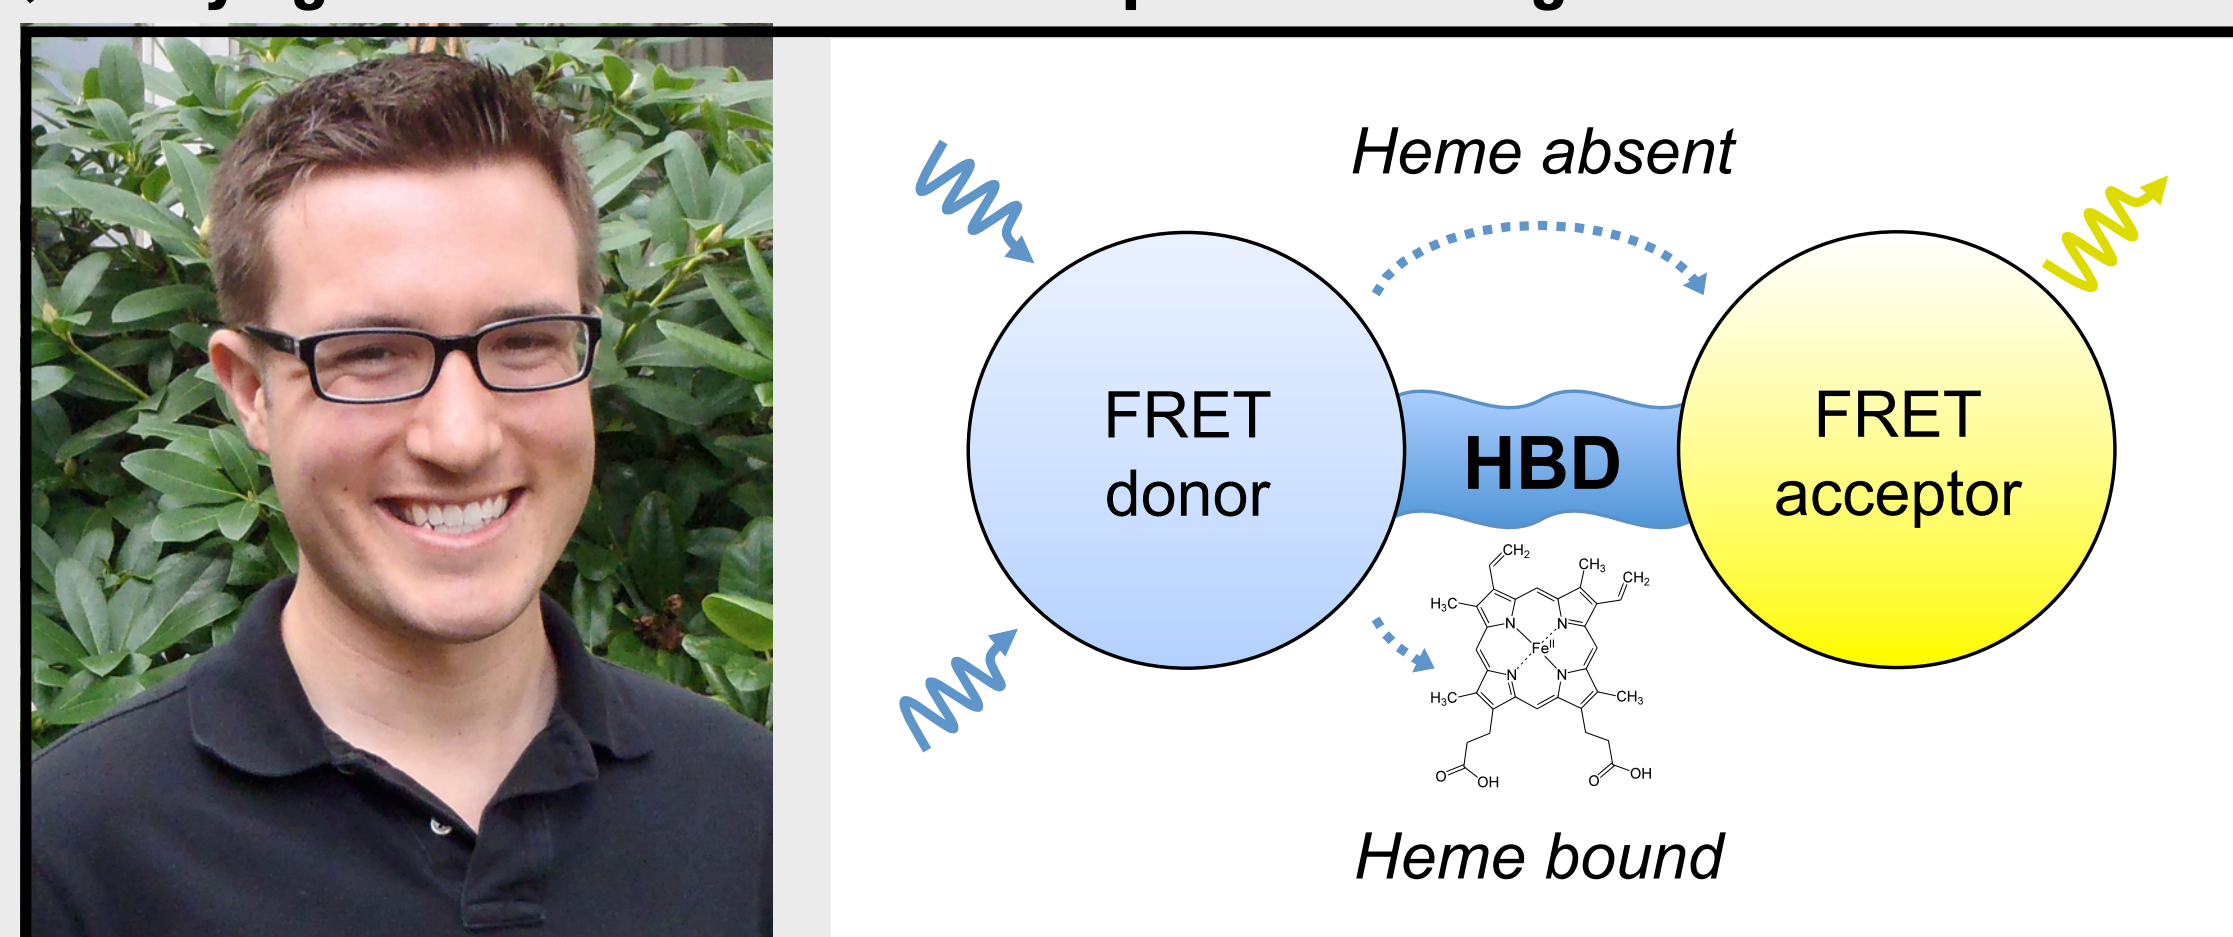 Heme absent
FRET
donor
HBD
FRET
acceptor
CH2
CH3
CH2
H3C
N
N
FeII
N
N
H3C
CH3
O
OH
O
OH
Heme bound